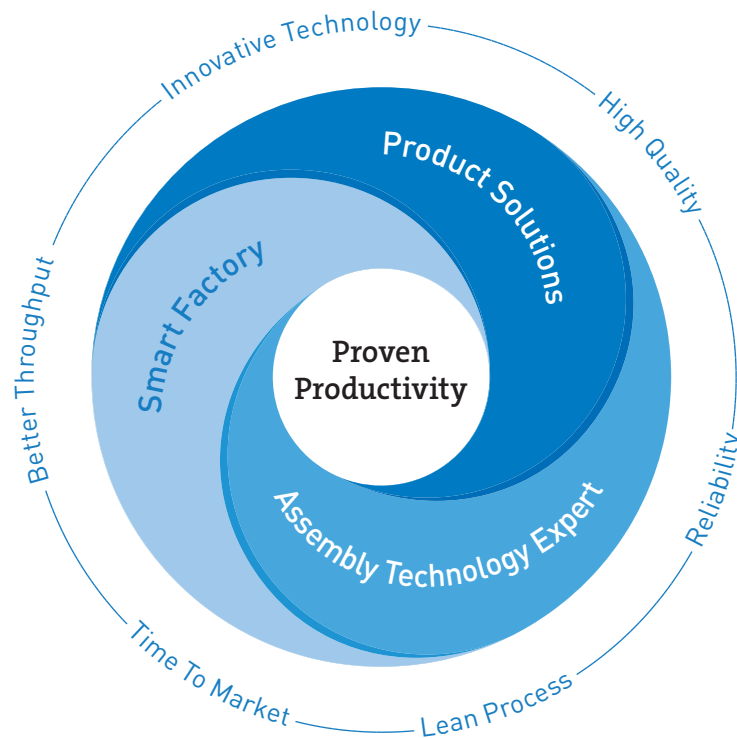 Innovative Technology
High Quality
Reliability
Lean Process
Time To Market
Better Throughput
Product Solutions
Assembly Technology Expert
Smart Factory
Proven
Productivity